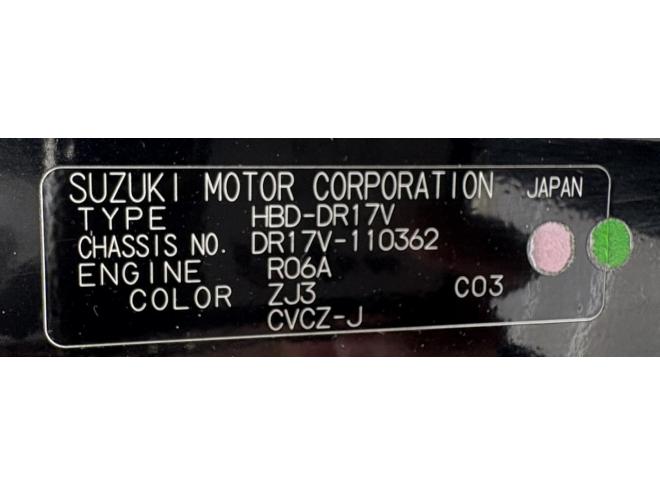 SUZUKI MOTOR CORPORATION JAPAN
TYPE HBD-DR17V
CHASSIS NO. DR17V-110362
ENGINE R06A
COLOR ZJ3 C03
CVCZ-J